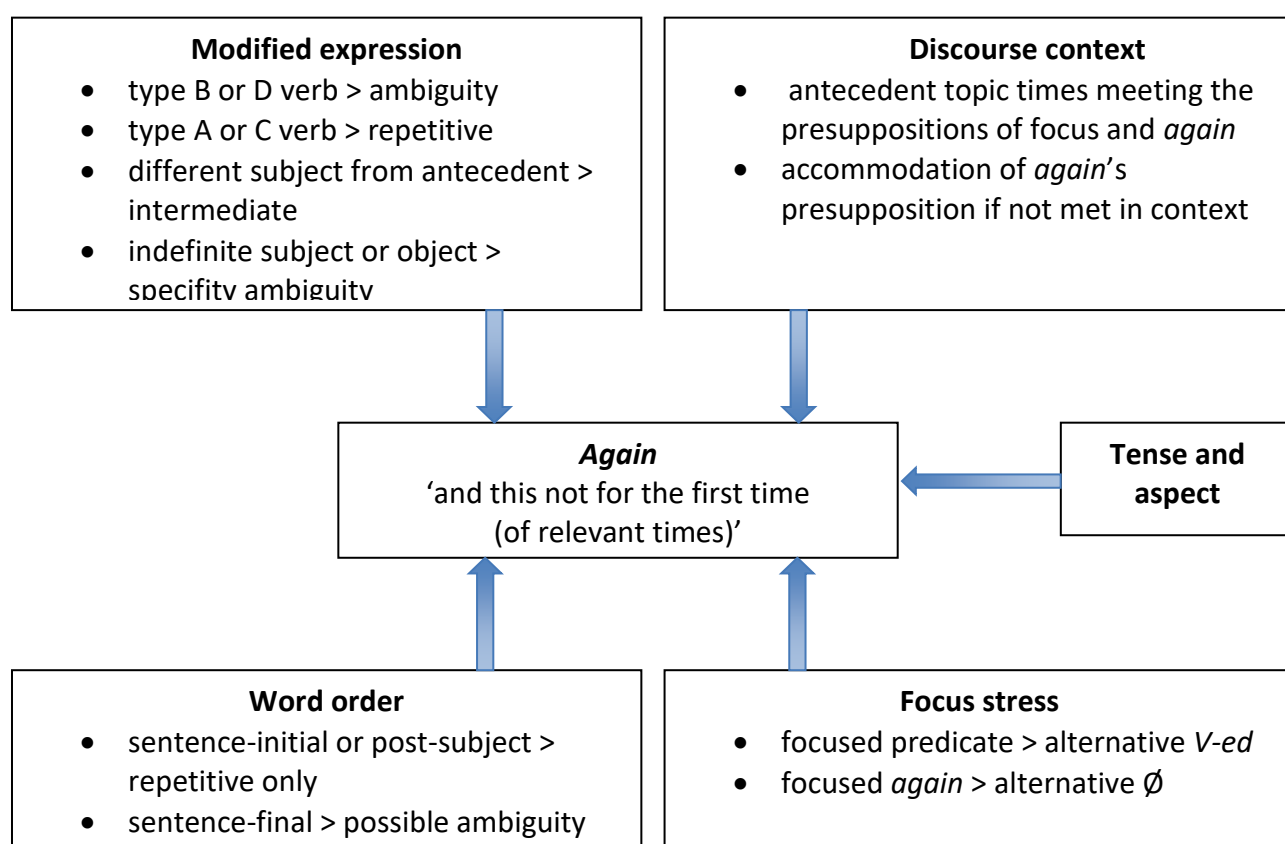 Modified expression
• type B or D verb > ambiguity
• type A or C verb > repetitive
• different subject from antecedent >
intermediate
• indefinite subject or object >
specifity ambiguity
Discourse context
• antecedent topic times meeting the
presuppositions of focus and again
• accommodation of again’s
presupposition if not met in context
Again
‘and this not for the first time
(of relevant times)’
Tense and
aspect
Word order
• sentence-initial or post-subject >
repetitive only
• sentence-final > possible ambiguity
Focus stress
• focused predicate > alternative V-ed
• focused again > alternative Ø